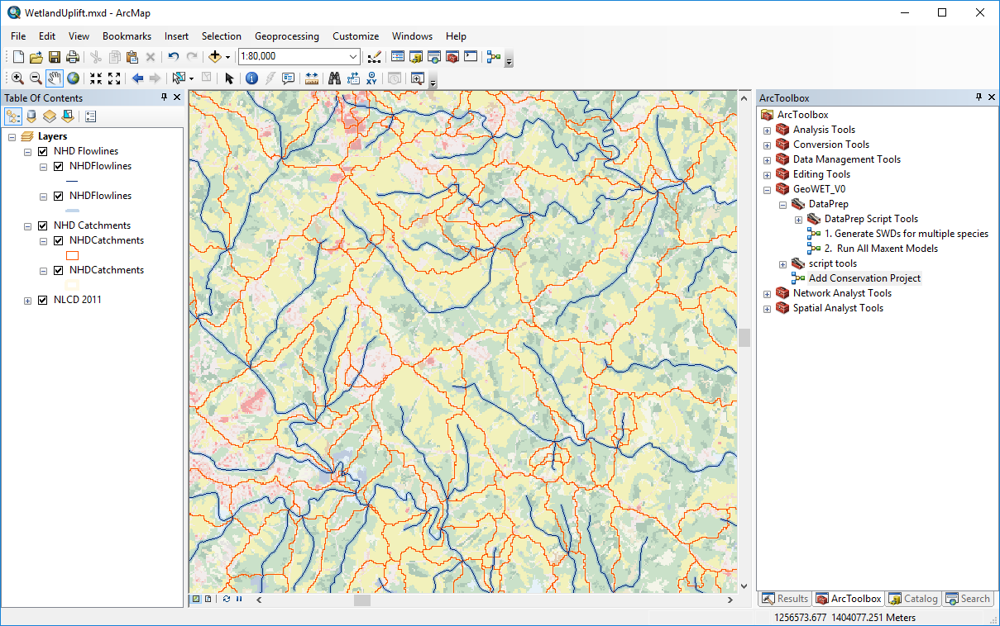 WetlandUplift.mxd - ArcMap
File Edit View Bookmarks Insert Selection Geoprocessing Customize Windows Help
1:80,000
XY
Table Of Contents
Layers
NHD Flowlines
NHDFlowlines
NHDFlowlines
NHD Catchments
NHDCatchments
NHDCatchments
NLCD 2011
ArcToolbox
ArcToolbox
Analysis Tools
Conversion Tools
Data Management Tools
Editing Tools
GeoWET_V0
DataPrep
DataPrep Script Tools
1. Generate SWDs for multiple species
2. Run All Maxent Models
script tools
Add Conservation Project
Network Analyst Tools
Spatial Analyst Tools
Results ArcToolbox Catalog Search
1256573.677 1404077.251 Meters